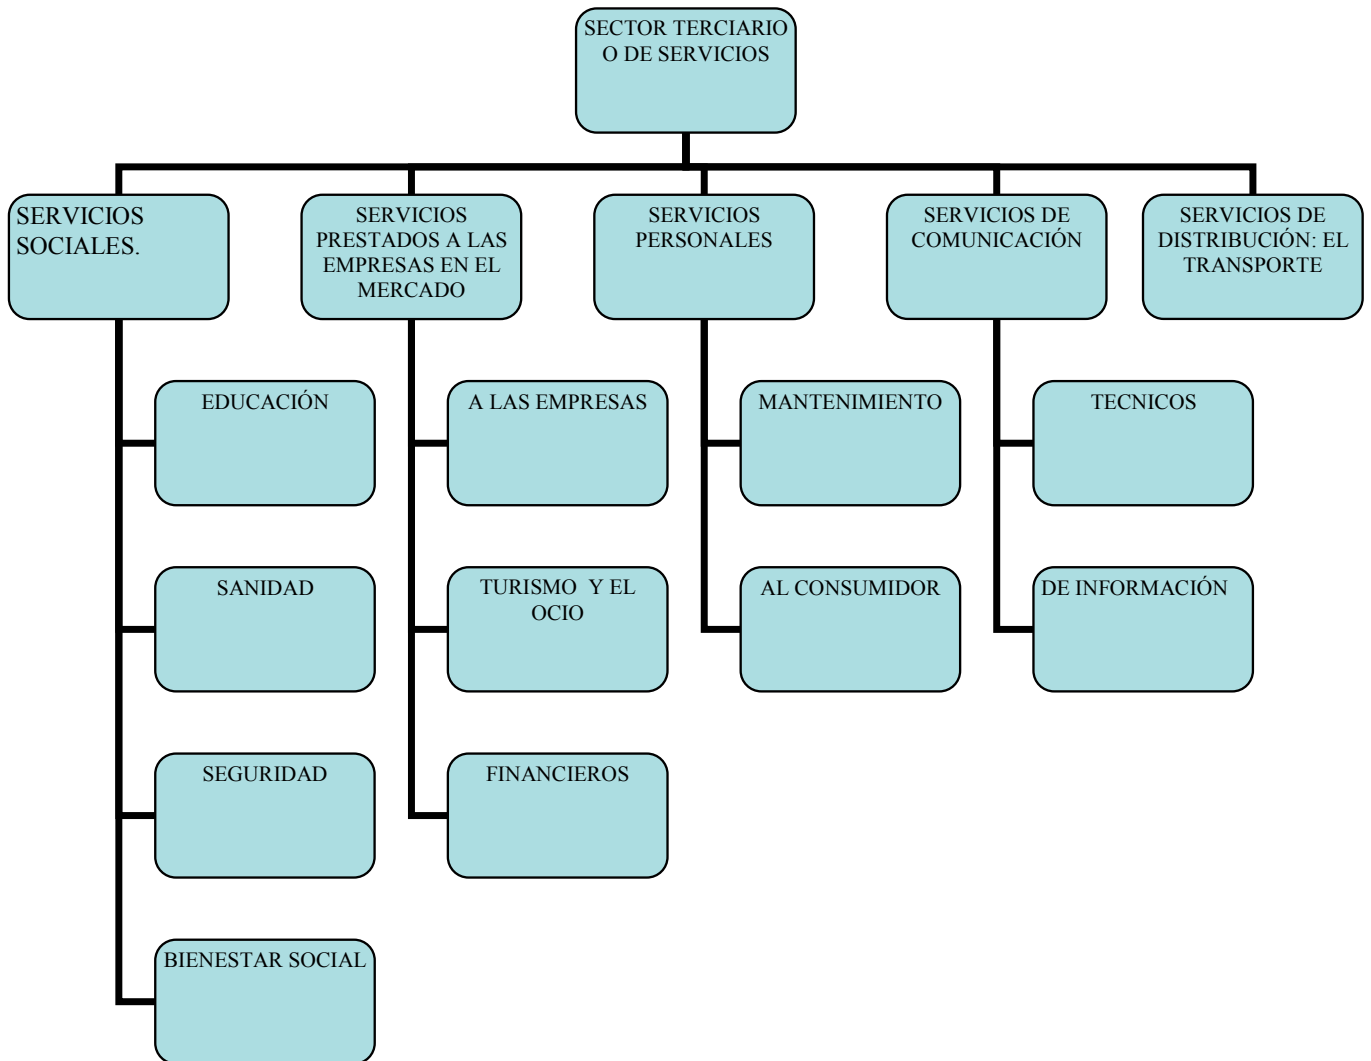 SECTOR TERCIARIO
O DE SERVICIOS
SERVICIOS
SOCIALES.
SERVICIOS
PRESTADOS A LAS
EMPRESAS EN EL
MERCADO
SERVICIOS
PERSONALES
SERVICIOS DE
COMUNICACIÓN
SERVICIOS DE
DISTRIBUCIÓN: EL
TRANSPORTE
EDUCACIÓN
A LAS EMPRESAS
MANTENIMIENTO
TECNICOS
SANIDAD
TURISMO Y EL
OCIO
AL CONSUMIDOR
DE INFORMACIÓN
SEGURIDAD
FINANCIEROS
BIENESTAR SOCIAL